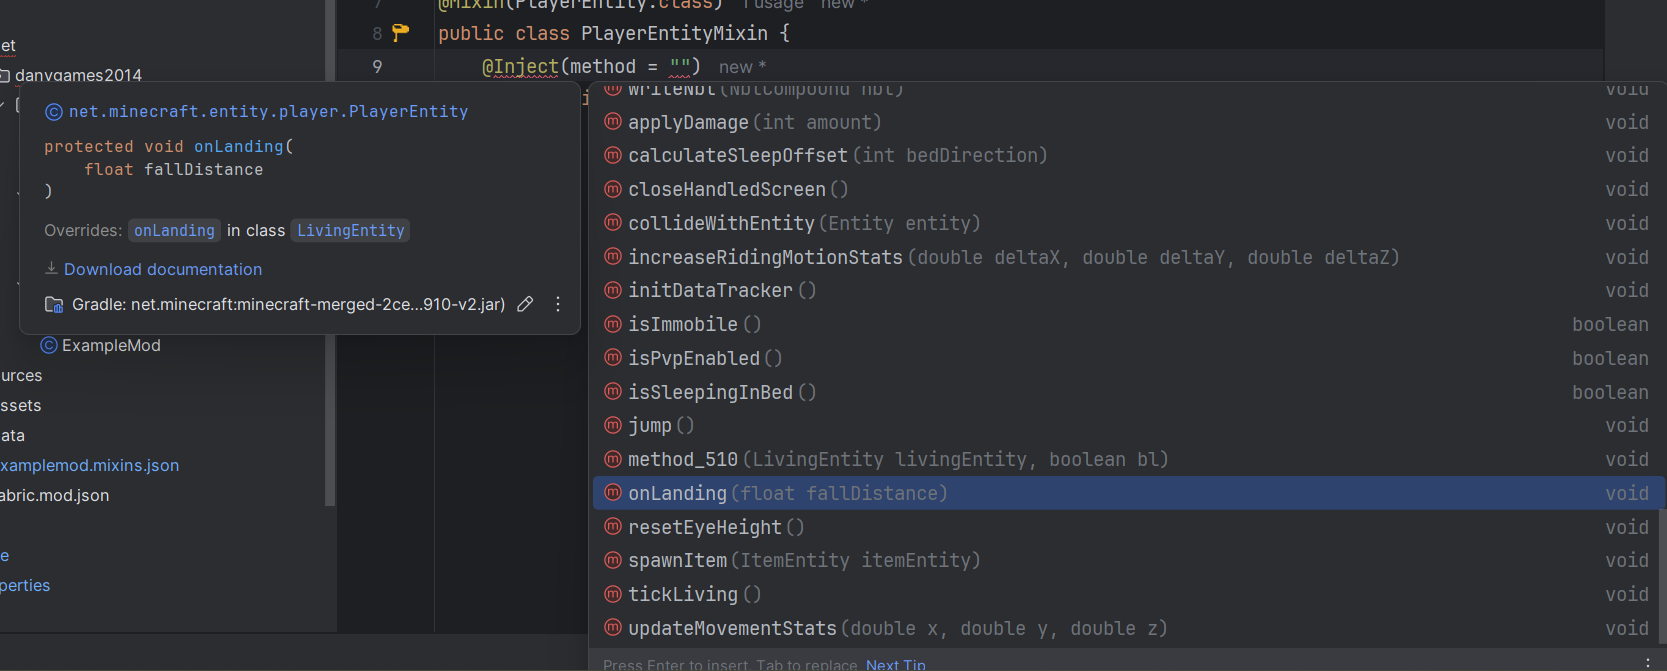 7 @Mixin(PlayerEntity.class) 1 usage new *
8 public class PlayerEntityMixin {
9 @Inject(method = "") new *
et
danygames2014
net.minecraft.entity.player.PlayerEntity
protected void onLanding(
float fallDistance
)
Overrides: onLanding in class LivingEntity
Download documentation
Gradle: net.minecraft:minecraft-merged-2ce...910-v2.jar)
ExampleMod
urces
ssets
ata
xamplemod.mixins.json
abric.mod.json
e
perties
writeNbt(NbtCompound nbt) void
applyDamage(int amount) void
calculateSleepOffset(int bedDirection) void
closeHandledScreen() void
collideWithEntity(Entity entity) void
increaseRidingMotionStats(double deltaX, double deltaY, double deltaZ) void
initDataTracker() void
isImmobile() boolean
isPvpEnabled() boolean
isSleepingInBed() boolean
jump() void
method_510(LivingEntity livingEntity, boolean bl) void
onLanding(float fallDistance) void
resetEyeHeight() void
spawnItem(ItemEntity itemEntity) void
tickLiving() void
updateMovementStats(double x, double y, double z) void
Press Enter to insert, Tab to replace Next Tip